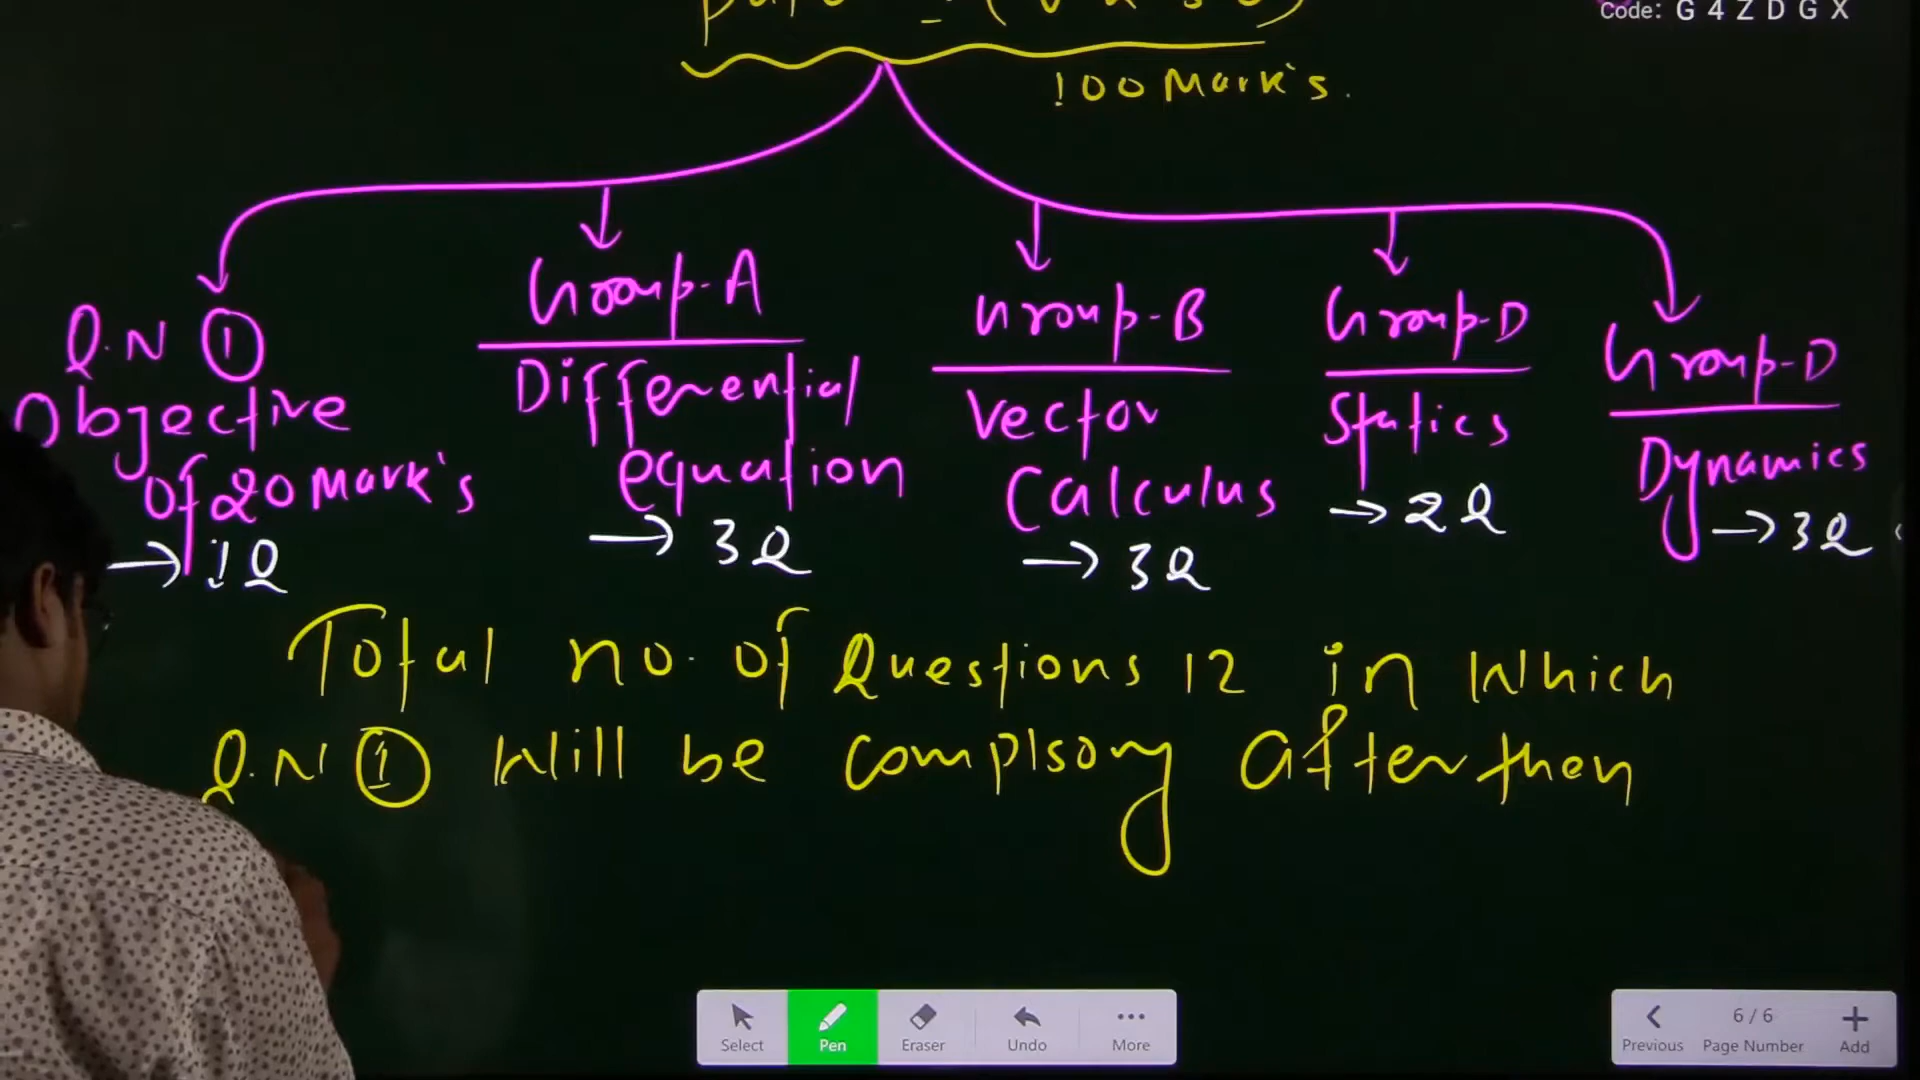 Code: G 4 Z D G X
100 Mark's.
Q.N ①
Objective
Of 20 Mark's
→ 1Q
Group-A
Differential
equation
→ 3Q
Group-B
Vector
Calculus
→ 3Q
Group-D
Statics
→ 2Q
Group-D
Dynamics
→ 3Q
Total no. of Questions 12 in which
Q.N ① Will be complsory after then
Select
Pen
Eraser
Undo
More
Previous
6 / 6
Page Number
Add